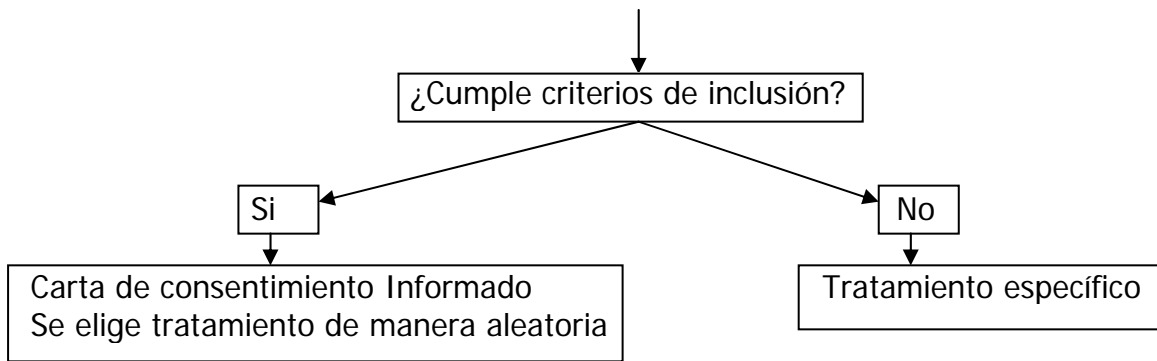 ¿Cumple criterios de inclusión?
Si
No
Carta de consentimiento Informado
Se elige tratamiento de manera aleatoria
Tratamiento específico